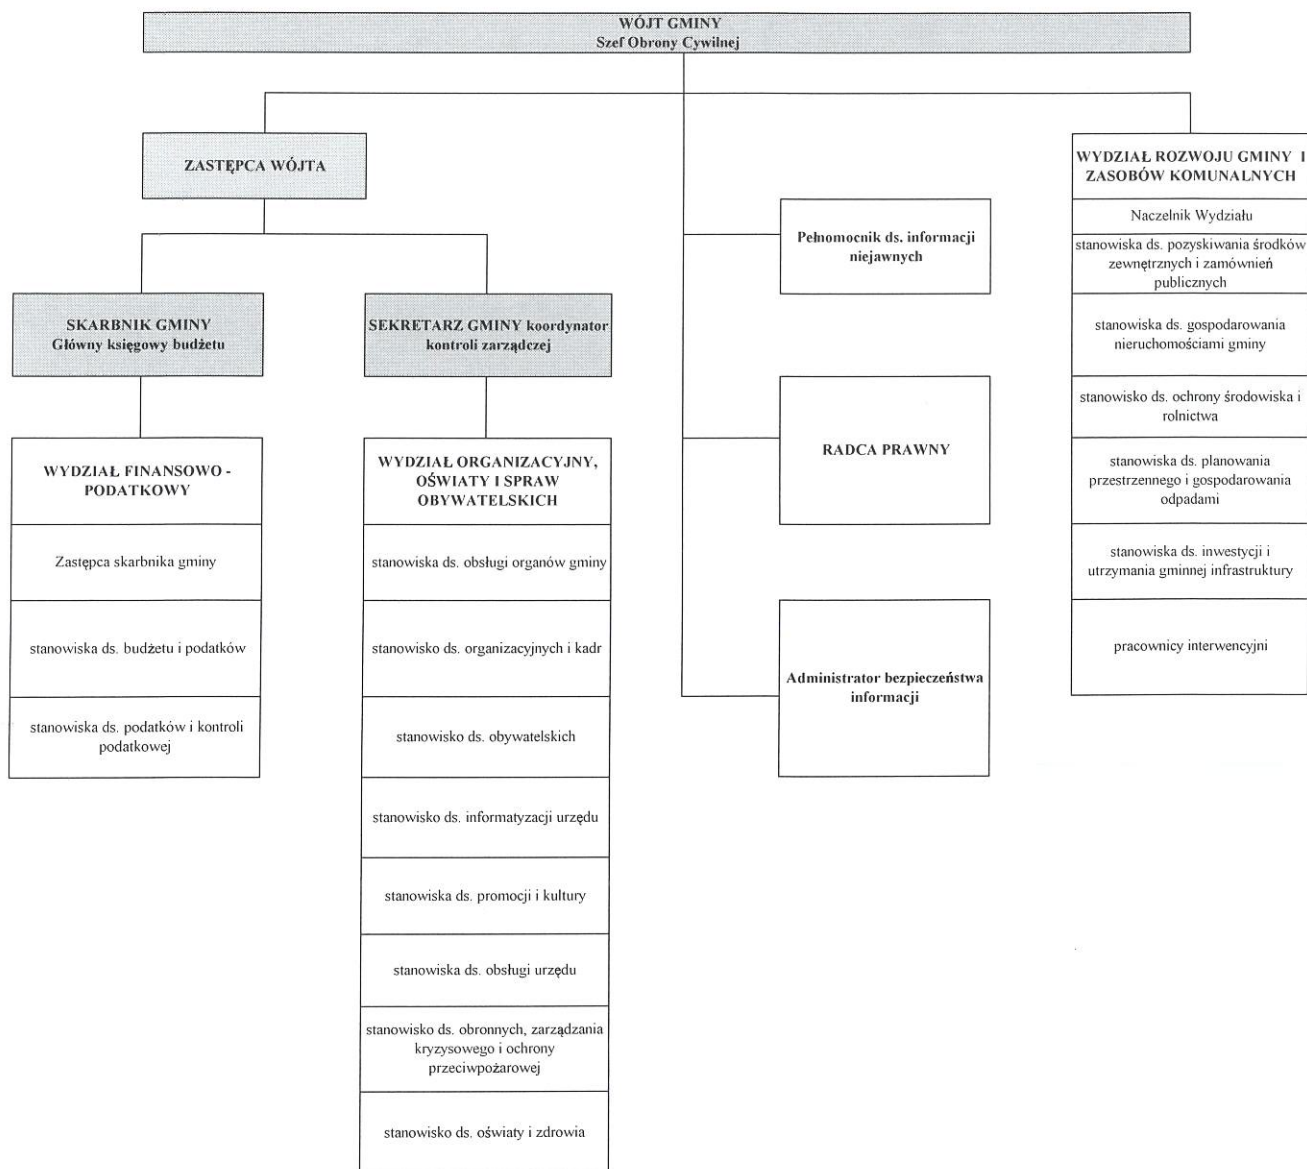 WÓJT GMINY
Szef Obrony Cywilnej
ZASTĘPCA WÓJTA
SKARBNIK GMINY
Główny księgowy budżetu
SEKRETARZ GMINY koordynator
kontroli zarządczej
WYDZIAŁ FINANSOWO -
PODATKOWY
Zastępca skarbnika gminy
stanowiska ds. budżetu i podatków
stanowiska ds. podatków i kontroli
podatkowej
WYDZIAŁ ORGANIZACYJNY,
OŚWIATY I SPRAW
OBYWATELSKICH
stanowiska ds. obsługi organów gminy
stanowisko ds. organizacyjnych i kadr
stanowisko ds. obywatelskich
stanowisko ds. informatyzacji urzędu
stanowiska ds. promocji i kultury
stanowiska ds. obsługi urzędu
stanowisko ds. obronnych, zarządzania
kryzysowego i ochrony
przeciwpożarowej
stanowisko ds. oświaty i zdrowia
Pełnomocnik ds. informacji
niejawnych
RADCA PRAWNY
Administrator bezpieczeństwa
informacji
WYDZIAŁ ROZWOJU GMINY I
ZASOBÓW KOMUNALNYCH
Naczelnik Wydziału
stanowiska ds. pozyskiwania środków
zewnętrznych i zamównień
publicznych
stanowiska ds. gospodarowania
nieruchomościami gminy
stanowisko ds. ochrony środowiska i
rolnictwa
stanowiska ds. planowania
przestrzennego i gospodarowania
odpadami
stanowiska ds. inwestycji i
utrzymania gminnej infrastruktury
pracownicy interwencyjni